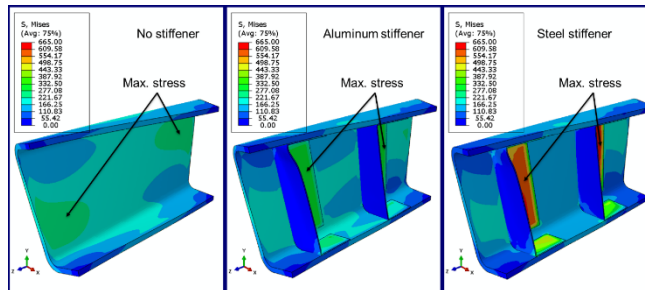 S, Mises
(Avg: 75%)
665.00
609.58
554.17
498.75
443.33
387.92
332.50
277.08
221.67
166.25
110.83
55.42
0.00
No stiffener
Max. stress
Y
Z
X
S, Mises
(Avg: 75%)
665.00
609.58
554.17
498.75
443.33
387.92
332.50
277.08
221.67
166.25
110.83
55.42
0.00
Aluminum stiffener
Max. stress
Y
Z
X
S, Mises
(Avg: 75%)
665.00
609.58
554.17
498.75
443.33
387.92
332.50
277.08
221.67
166.25
110.83
55.42
0.00
Steel stiffener
Max. stress
Y
Z
X